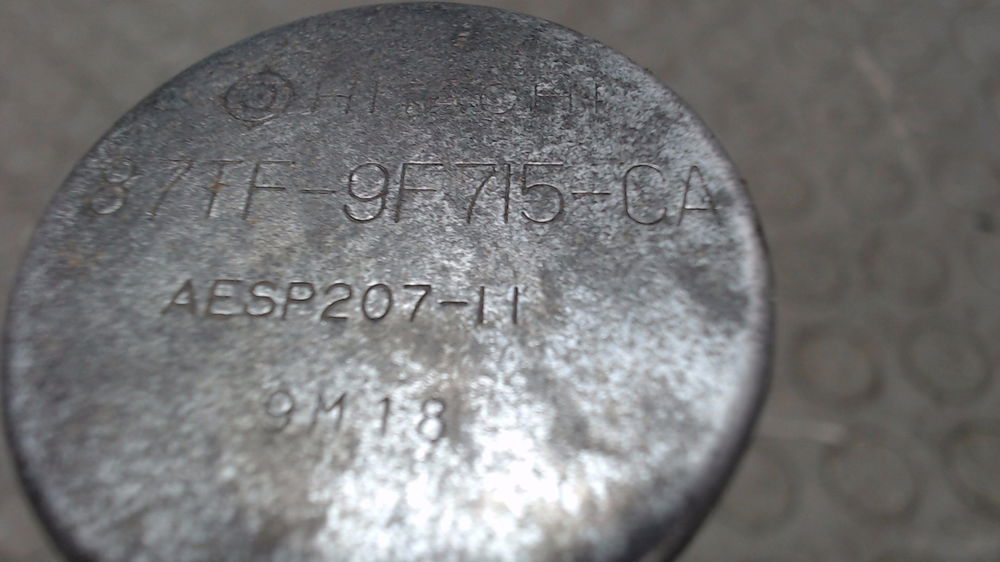 HITACHI
87TF-9F715-CA
AESP207-11
9M18